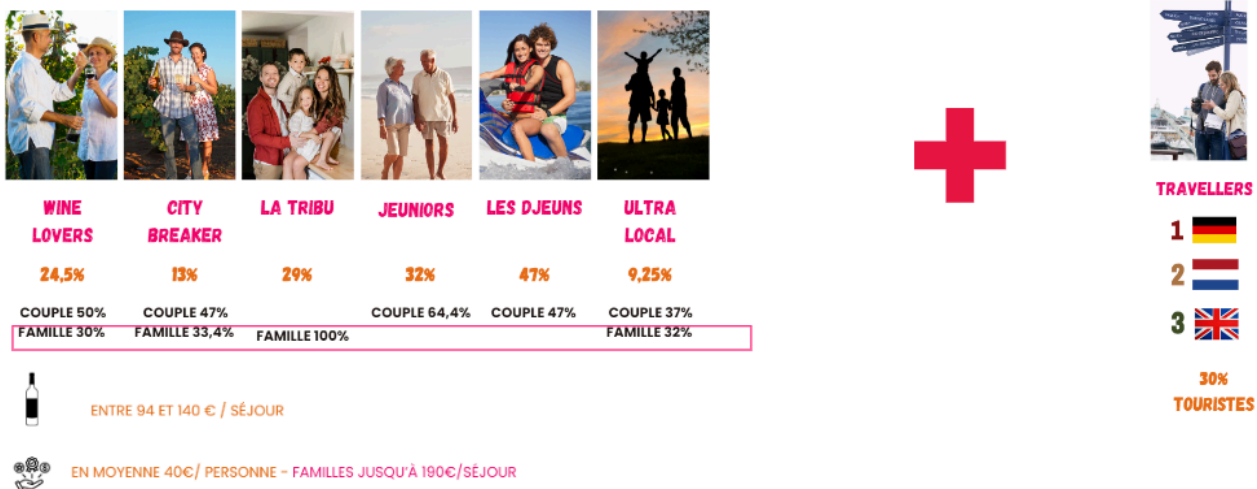 WINE
LOVERS
24,5%
COUPLE 50%
FAMILLE 30%
CITY
BREAKER
13%
COUPLE 47%
FAMILLE 33,4%
LA TRIBU
29%
FAMILLE 100%
JEUNIORS
32%
COUPLE 64,4%
LES DJEUNS
47%
COUPLE 47%
ULTRA
LOCAL
9,25%
COUPLE 37%
FAMILLE 32%
ENTRE 94 ET 140 € / SÉJOUR
EN MOYENNE 40€/ PERSONNE - FAMILLES JUSQU'À 190€/SÉJOUR
TRAVELLERS
1
2
3
30%
TOURISTES